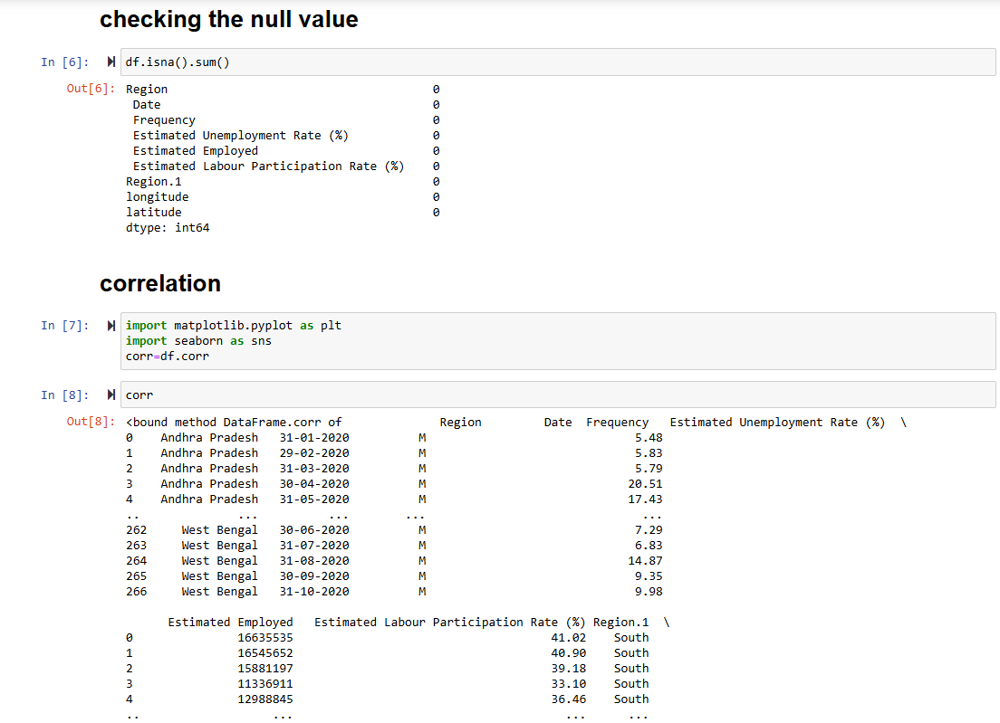 checking the null value
In [6]: df.isna().sum()
Out[6]: Region 0
Date 0
Frequency 0
Estimated Unemployment Rate (%) 0
Estimated Employed 0
Estimated Labour Participation Rate (%) 0
Region.1 0
longitude 0
latitude 0
dtype: int64
correlation
In [7]: import matplotlib.pyplot as plt
import seaborn as sns
corr=df.corr
In [8]: corr
Out[8]: <bound method DataFrame.corr of Region Date Frequency Estimated Unemployment Rate (%) \
0 Andhra Pradesh 31-01-2020 M 5.48
1 Andhra Pradesh 29-02-2020 M 5.83
2 Andhra Pradesh 31-03-2020 M 5.79
3 Andhra Pradesh 30-04-2020 M 20.51
4 Andhra Pradesh 31-05-2020 M 17.43
.. ... ... ... ...
262 West Bengal 30-06-2020 M 7.29
263 West Bengal 31-07-2020 M 6.83
264 West Bengal 31-08-2020 M 14.87
265 West Bengal 30-09-2020 M 9.35
266 West Bengal 31-10-2020 M 9.98
Estimated Employed Estimated Labour Participation Rate (%) Region.1 \
0 16635535 41.02 South
1 16545652 40.90 South
2 15881197 39.18 South
3 11336911 33.10 South
4 12988845 36.46 South
.. ... ... ...